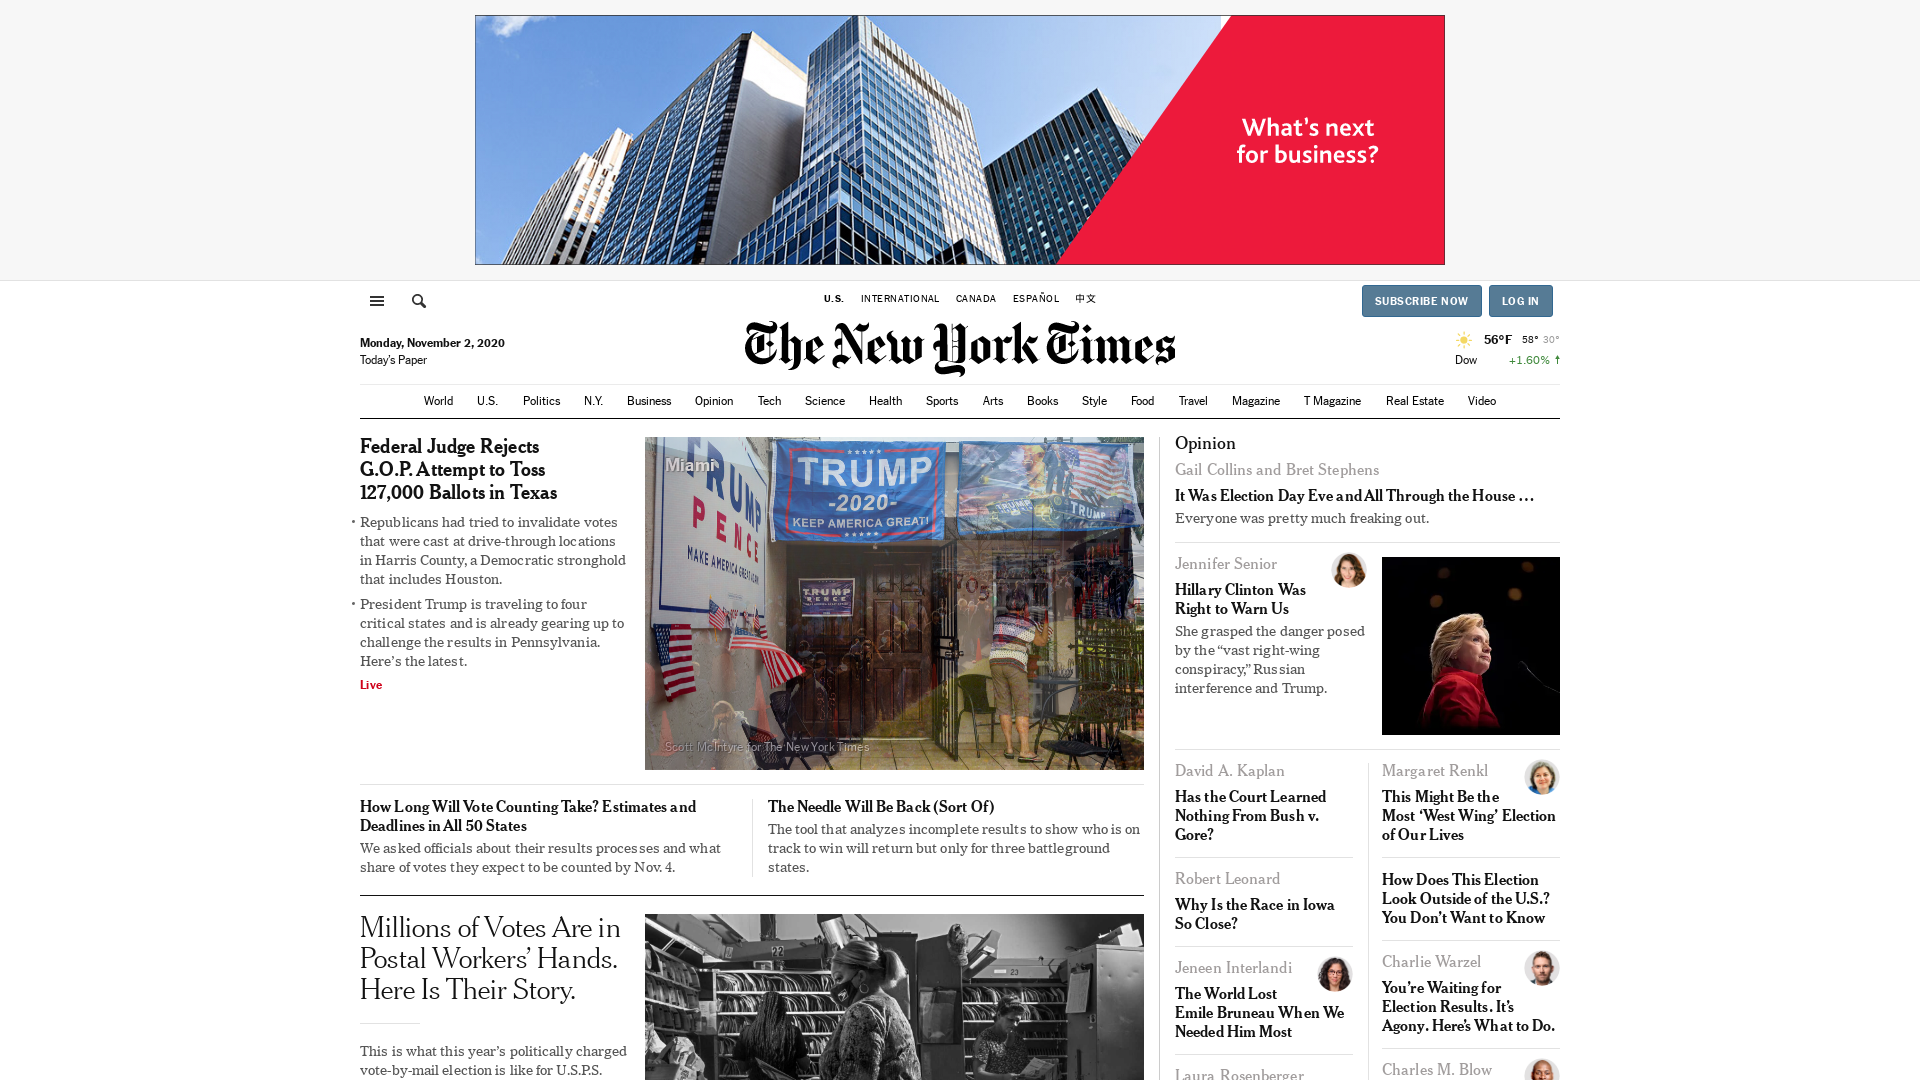 What's next
for business?
U.S. INTERNATIONAL CANADA ESPAÑOL 中文
SUBSCRIBE NOW LOG IN
Monday, November 2, 2020
Today's Paper
The New York Times
56°F 58° 30°
Dow +1.60% ↑
World U.S. Politics N.Y. Business Opinion Tech Science Health Sports Arts Books Style Food Travel Magazine T Magazine Real Estate Video
Federal Judge Rejects
G.O.P. Attempt to Toss
127,000 Ballots in Texas
• Republicans had tried to invalidate votes
that were cast at drive-through locations
in Harris County, a Democratic stronghold
that includes Houston.
• President Trump is traveling to four
critical states and is already gearing up to
challenge the results in Pennsylvania.
Here's the latest.
Live
Miami
TRUMP
PENCE
MAKE AMERICA GREAT AGAIN
TRUMP
-2020-
KEEP AMERICA GREAT!
TRUMP
TRUMP
PENCE
Scott McIntyre for The New York Times
How Long Will Vote Counting Take? Estimates and
Deadlines in All 50 States
We asked officials about their results processes and what
share of votes they expect to be counted by Nov. 4.
The Needle Will Be Back (Sort Of)
The tool that analyzes incomplete results to show who is on
track to win will return but only for three battleground
states.
Millions of Votes Are in
Postal Workers' Hands.
Here Is Their Story.
This is what this year's politically charged
vote-by-mail election is like for U.S.P.S.
22
23
Opinion
Gail Collins and Bret Stephens
It Was Election Day Eve and All Through the House …
Everyone was pretty much freaking out.
Jennifer Senior
Hillary Clinton Was
Right to Warn Us
She grasped the danger posed
by the “vast right-wing
conspiracy,” Russian
interference and Trump.
David A. Kaplan
Has the Court Learned
Nothing From Bush v.
Gore?
Robert Leonard
Why Is the Race in Iowa
So Close?
Jeneen Interlandi
The World Lost
Emile Bruneau When We
Needed Him Most
Laura Rosenberger
Margaret Renkl
This Might Be the
Most ‘West Wing’ Election
of Our Lives
How Does This Election
Look Outside of the U.S.?
You Don't Want to Know
Charlie Warzel
You're Waiting for
Election Results. It's
Agony. Here's What to Do.
Charles M. Blow